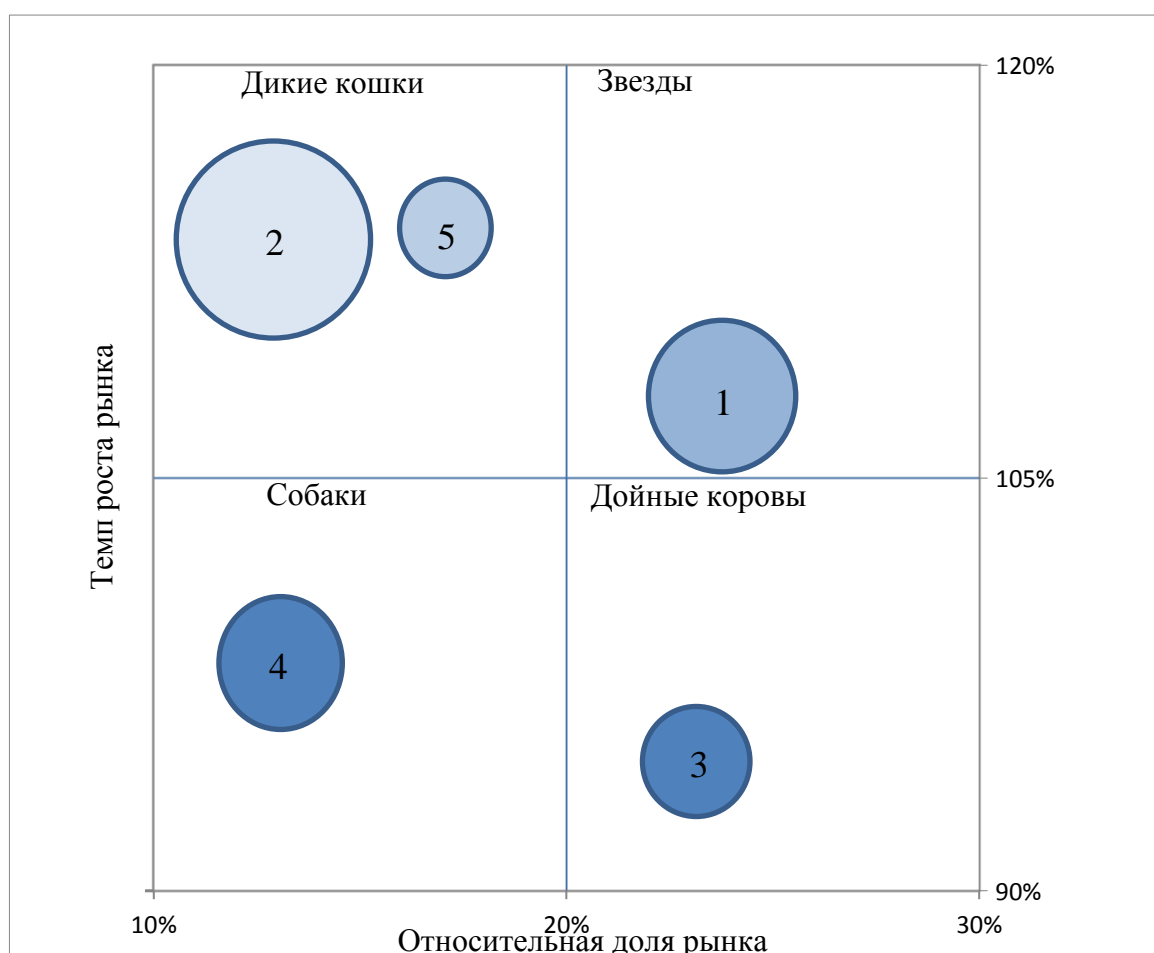 Дикие кошки
Звезды
120%
2
5
1
Темп роста рынка
105%
Собаки
Дойные коровы
4
3
90%
10%
20%
30%
Относительная доля рынка